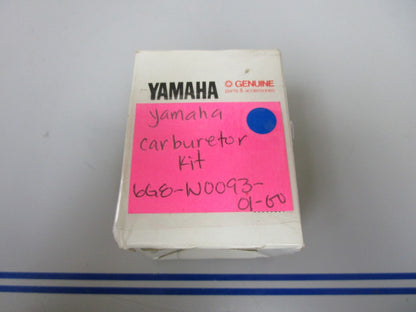 YAMAHA GENUINE
parts & accessories
Yamaha
Carburetor
Kit
6G8-W0093-
01-00